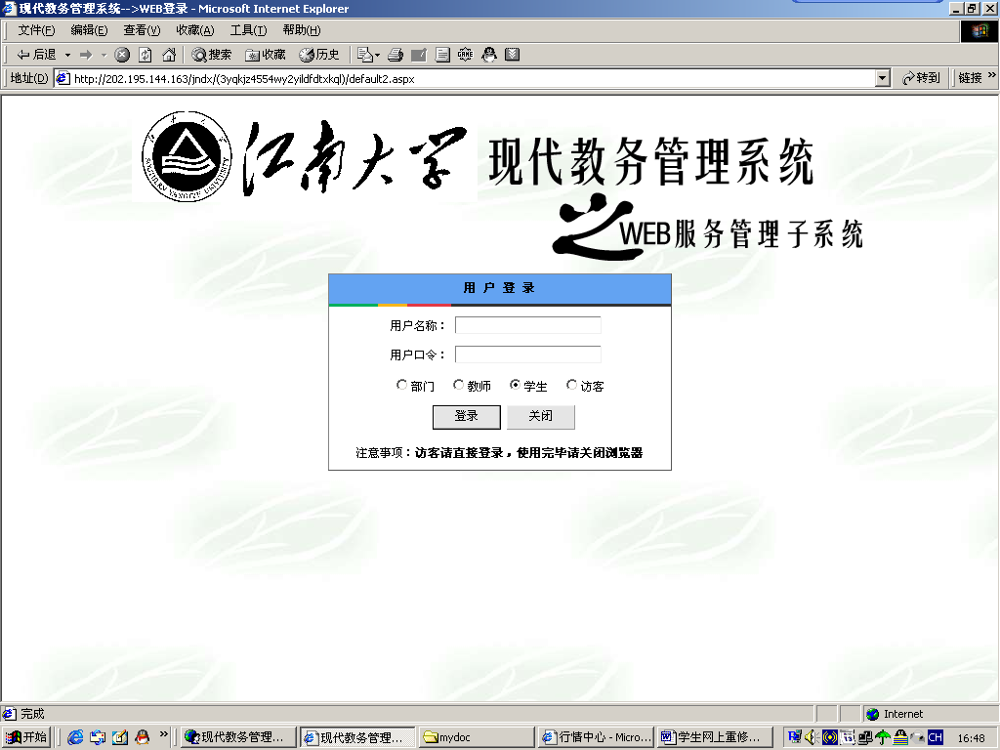 现代教务管理系统-->WEB登录 - Microsoft Internet Explorer
文件(F) 编辑(E) 查看(V) 收藏(A) 工具(T) 帮助(H)
后退 搜索 收藏 历史
地址(D) http://202.195.144.163/jndx/(3yqkjz4554wy2yildfdtxkql)/default2.aspx 转到 链接 »
江南大学 现代教务管理系统
之WEB服务管理子系统
用 户 登 录
用户名称：
用户口令：
部门 教师 学生 访客
登录 关闭
注意事项：访客请直接登录，使用完毕请关闭浏览器
完成 Internet
开始 » 现代教务管理... 现代教务管理... mydoc 行情中心 - Micro... 学生网上重修... CH 16:48